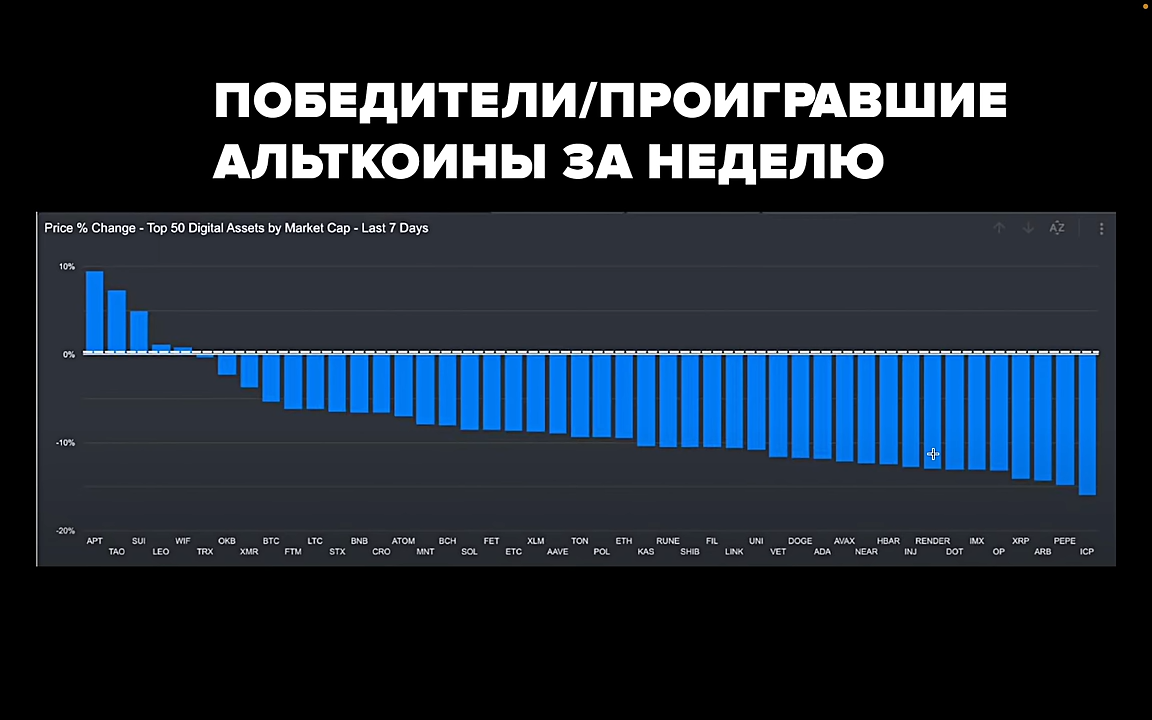 ПОБЕДИТЕЛИ/ПРОИГРАВШИЕ
АЛЬТКОИНЫ ЗА НЕДЕЛЮ
Price % Change - Top 50 Digital Assets by Market Cap - Last 7 Days
AZ
10%
0%
-10%
-20%
APT SUI WIF OKB BTC LTC BNB ATOM BCH FET XLM TON ETH RUNE FIL UNI DOGE AVAX HBAR RENDER IMX XRP PEPE
TAO LEO TRX XMR FTM STX CRO MNT SOL ETC AAVE POL KAS SHIB LINK VET ADA NEAR INJ DOT OP ARB ICP